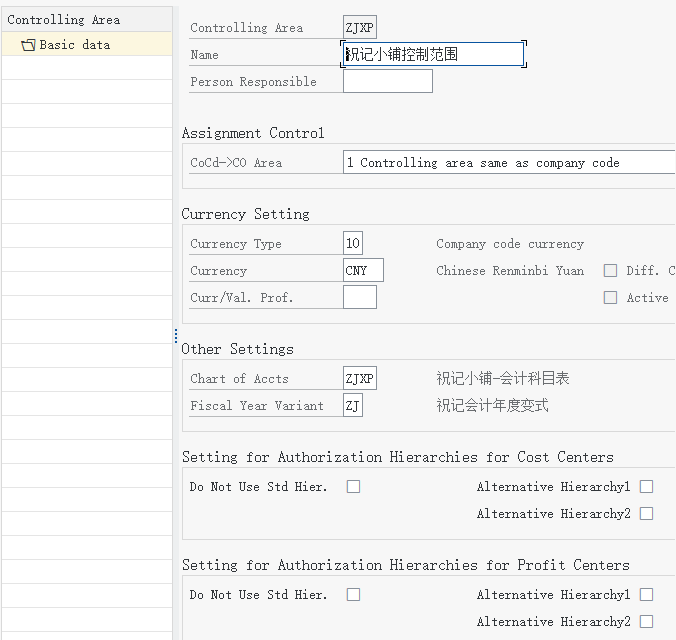 Controlling Area
Basic data
Controlling Area ZJXP
Name 祝记小铺控制范围
Person Responsible
Assignment Control
CoCd->CO Area 1 Controlling area same as company code
Currency Setting
Currency Type 10 Company code currency
Currency CNY Chinese Renminbi Yuan Diff. C
Curr/Val. Prof. Active
Other Settings
Chart of Accts ZJXP 祝记小铺-会计科目表
Fiscal Year Variant ZJ 祝记会计年度变式
Setting for Authorization Hierarchies for Cost Centers
Do Not Use Std Hier. Alternative Hierarchy1
Alternative Hierarchy2
Setting for Authorization Hierarchies for Profit Centers
Do Not Use Std Hier. Alternative Hierarchy1
Alternative Hierarchy2